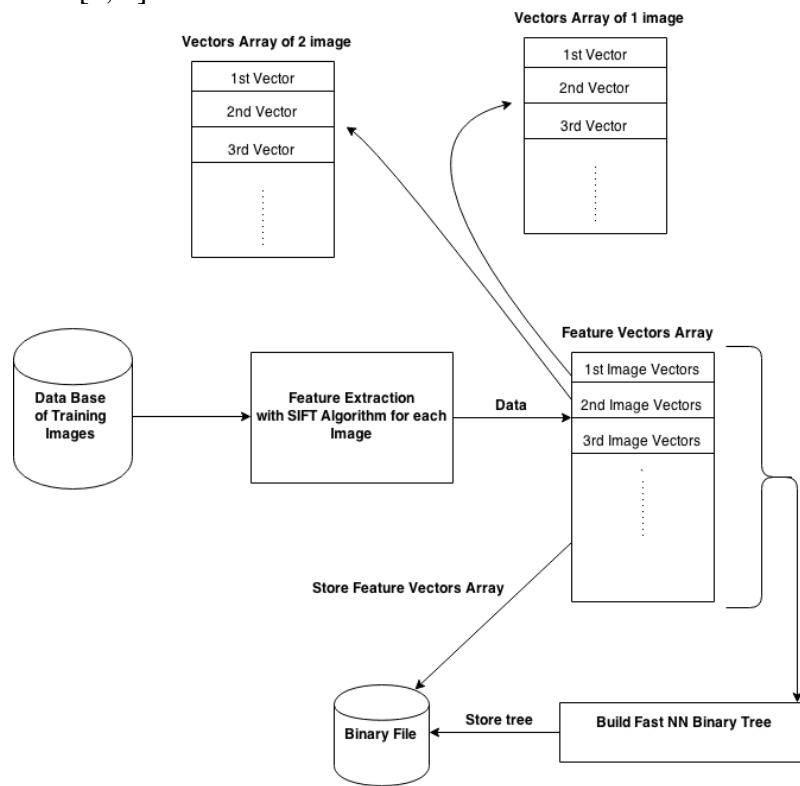 Vectors Array of 1 image
Vectors Array of 2 image
1st Vector
2nd Vector
3rd Vector
1st Vector
2nd Vector
3rd Vector
Feature Vectors Array
1st Image Vectors
2nd Image Vectors
3rd Image Vectors
Data Base
of Training
Images
Feature Extraction
with SIFT Algorithm for each
Image
Data
Store Feature Vectors Array
Binary File
Store tree
Build Fast NN Binary Tree